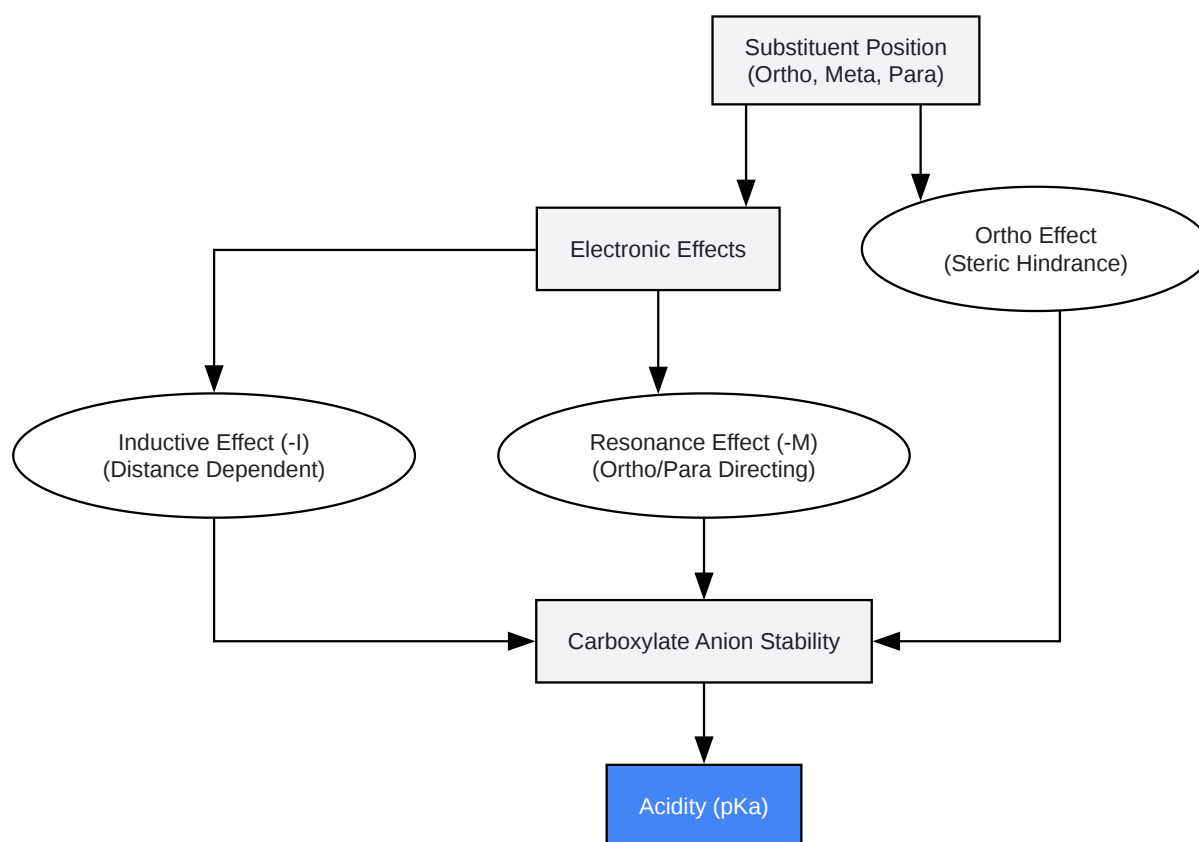 Substituent Position
(Ortho, Meta, Para)
Electronic Effects
Ortho Effect
(Steric Hindrance)
Inductive Effect (-I)
(Distance Dependent)
Resonance Effect (-M)
(Ortho/Para Directing)
Carboxylate Anion Stability
Acidity (pKa)